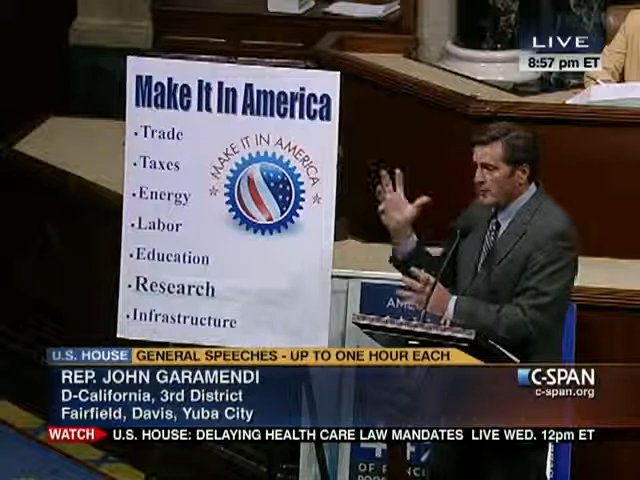 LIVE
8:57 pm ET
Make It In America
• Trade
• Taxes
• Energy
• Labor
• Education
• Research
• Infrastructure
MAKE IT IN AMERICA
U.S. HOUSE GENERAL SPEECHES - UP TO ONE HOUR EACH
REP. JOHN GARAMENDI
D-California, 3rd District
Fairfield, Davis, Yuba City
C-SPAN
c-span.org
WATCH U.S. HOUSE: DELAYING HEALTH CARE LAW MANDATES LIVE WED. 12pm ET
OF